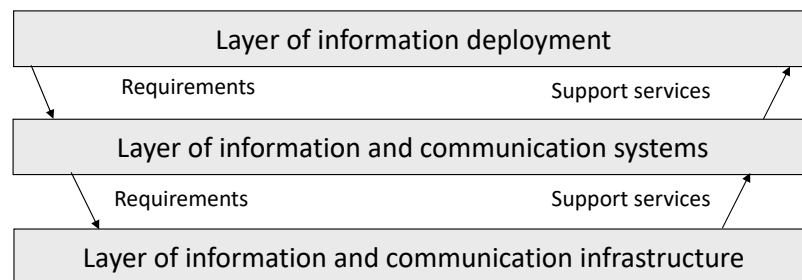 Layer of information deployment
Requirements
Support services
Layer of information and communication systems
Requirements
Support services
Layer of information and communication infrastructure